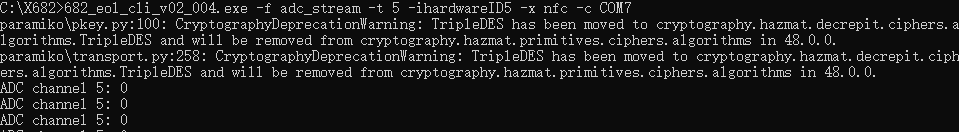 C:\X682>682_eol_cli_v02_004.exe -f adc_stream -t 5 -ihardwareID5 -x nfc -c COM7
paramiko\pkey.py:100: CryptographyDeprecationWarning: TripleDES has been moved to cryptography.hazmat.decrepit.ciphers.a
lgorithms.TripleDES and will be removed from cryptography.hazmat.primitives.ciphers.algorithms in 48.0.0.
paramiko\transport.py:258: CryptographyDeprecationWarning: TripleDES has been moved to cryptography.hazmat.decrepit.ciph
ers.algorithms.TripleDES and will be removed from cryptography.hazmat.primitives.ciphers.algorithms in 48.0.0.
ADC channel 5: 0
ADC channel 5: 0
ADC channel 5: 0
ADC channel 5: 0